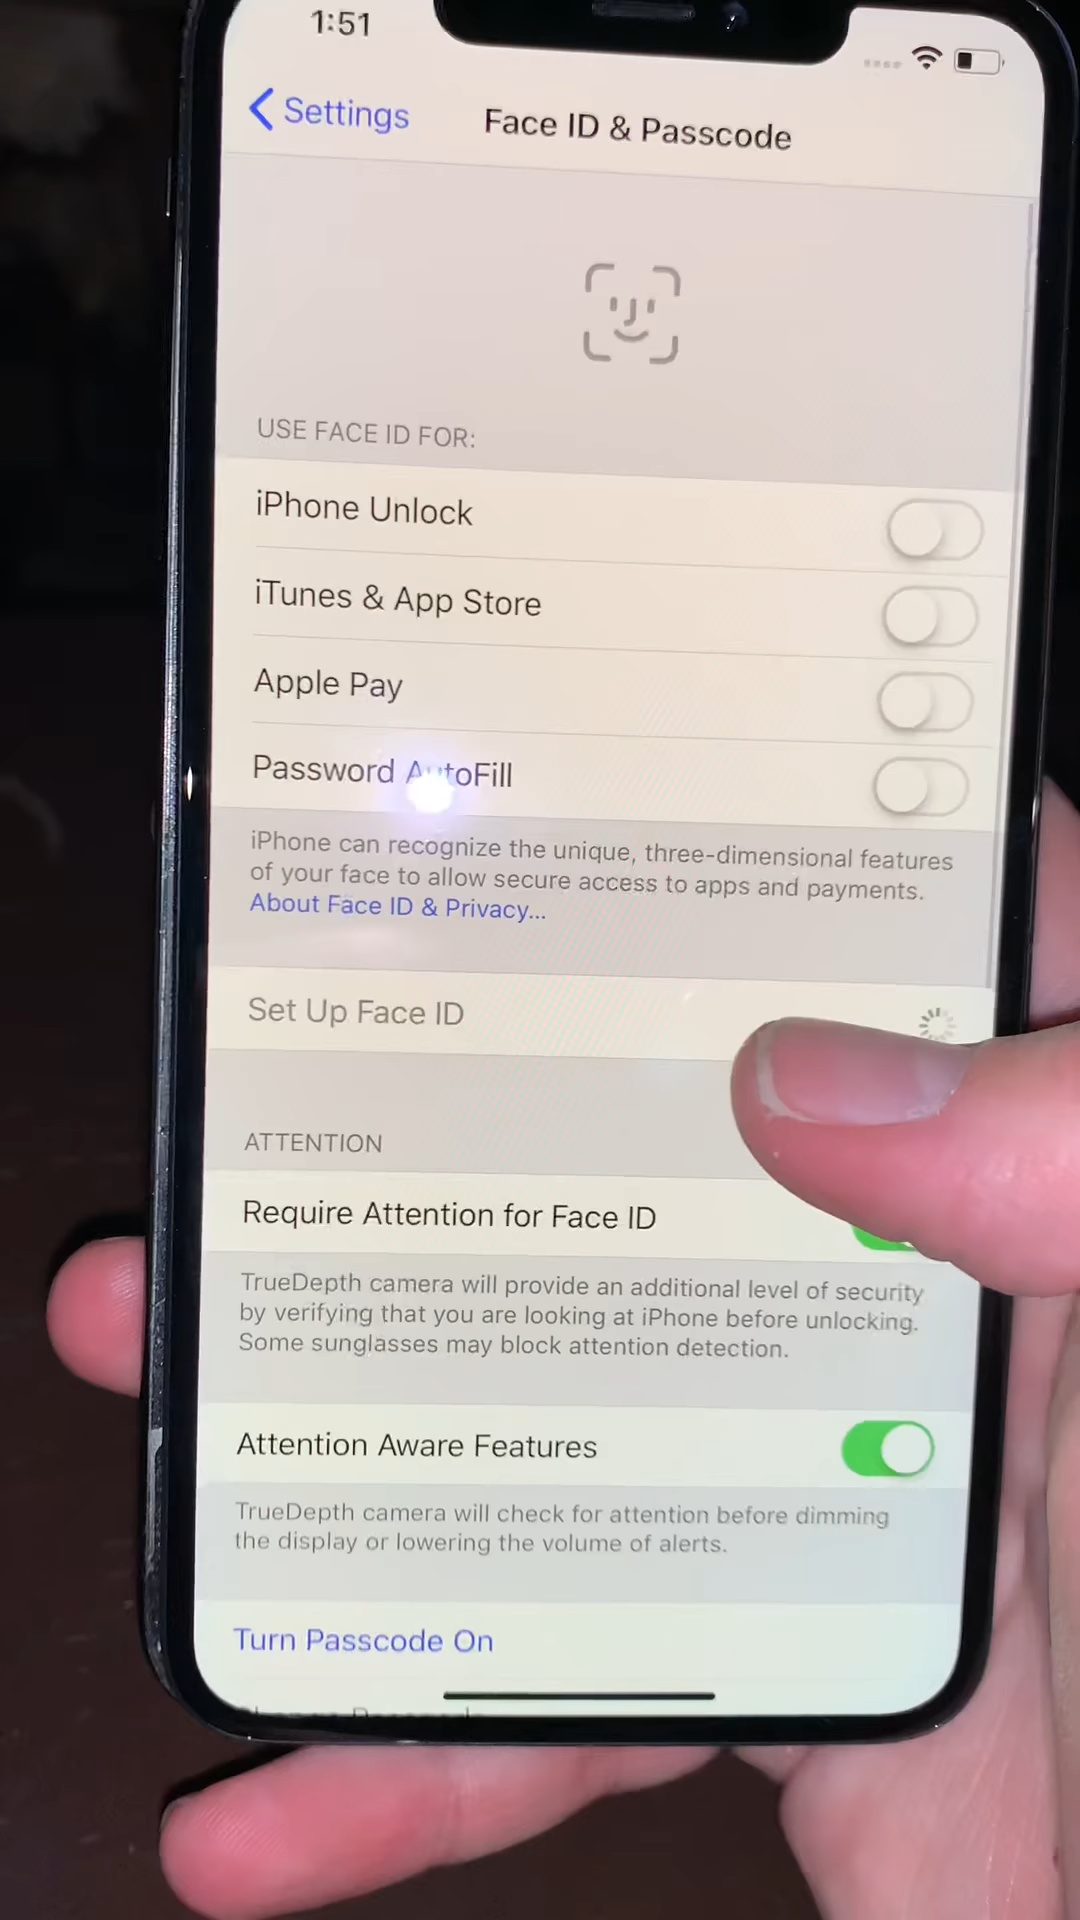 1:51
Settings
Face ID & Passcode
USE FACE ID FOR:
iPhone Unlock
iTunes & App Store
Apple Pay
Password AutoFill
iPhone can recognize the unique, three-dimensional features
of your face to allow secure access to apps and payments.
About Face ID & Privacy...
Set Up Face ID
ATTENTION
Require Attention for Face ID
TrueDepth camera will provide an additional level of security
by verifying that you are looking at iPhone before unlocking.
Some sunglasses may block attention detection.
Attention Aware Features
TrueDepth camera will check for attention before dimming
the display or lowering the volume of alerts.
Turn Passcode On